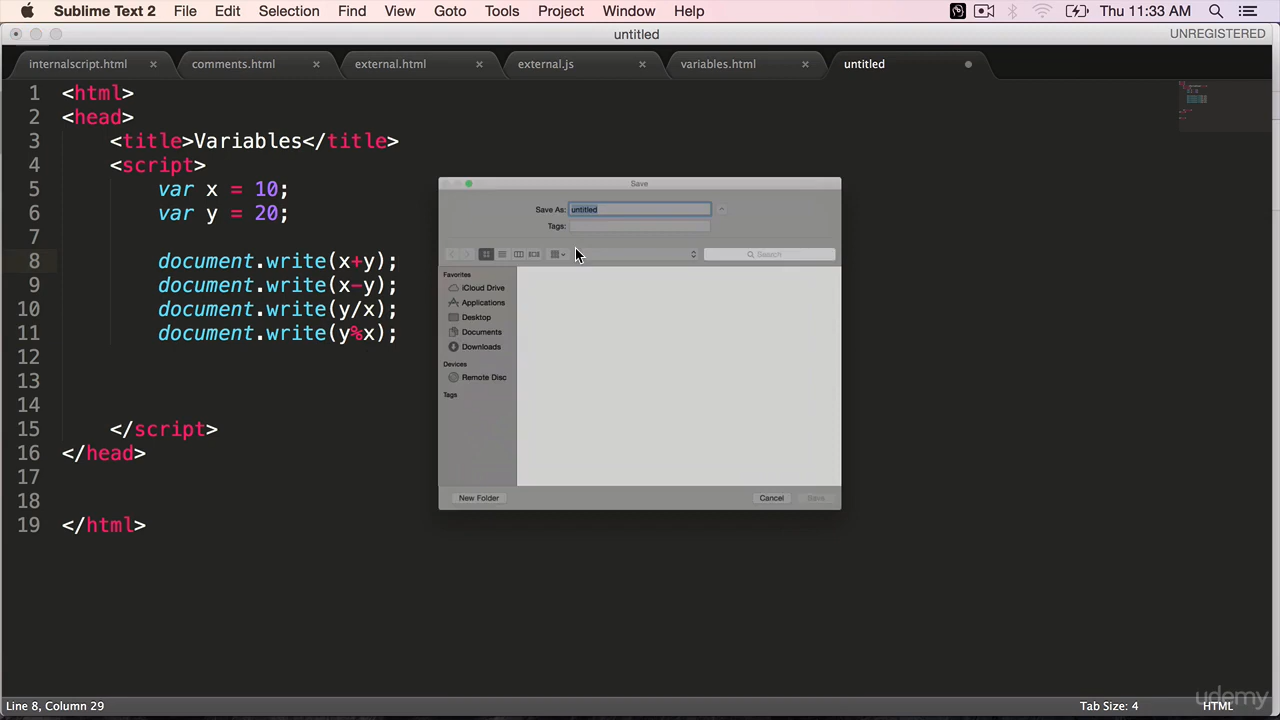 Sublime Text 2 File Edit Selection Find View Goto Tools Project Window Help Thu 11:33 AM
untitled UNREGISTERED
internalscript.html × comments.html × external.html × external.js × variables.html × untitled
1 <html>
2 <head>
3 <title>Variables</title>
4 <script>
5 var x = 10;
6 var y = 20;
7
8 document.write(x+y);
9 document.write(x-y);
10 document.write(y/x);
11 document.write(y%x);
12
13
14
15 </script>
16 </head>
17
18
19 </html>
Save
Save As: untitled
Tags:
Search
Favorites
iCloud Drive
Applications
Desktop
Documents
Downloads
Devices
Remote Disc
Tags
New Folder Cancel Save
Line 8, Column 29 Tab Size: 4 HTML
udemy